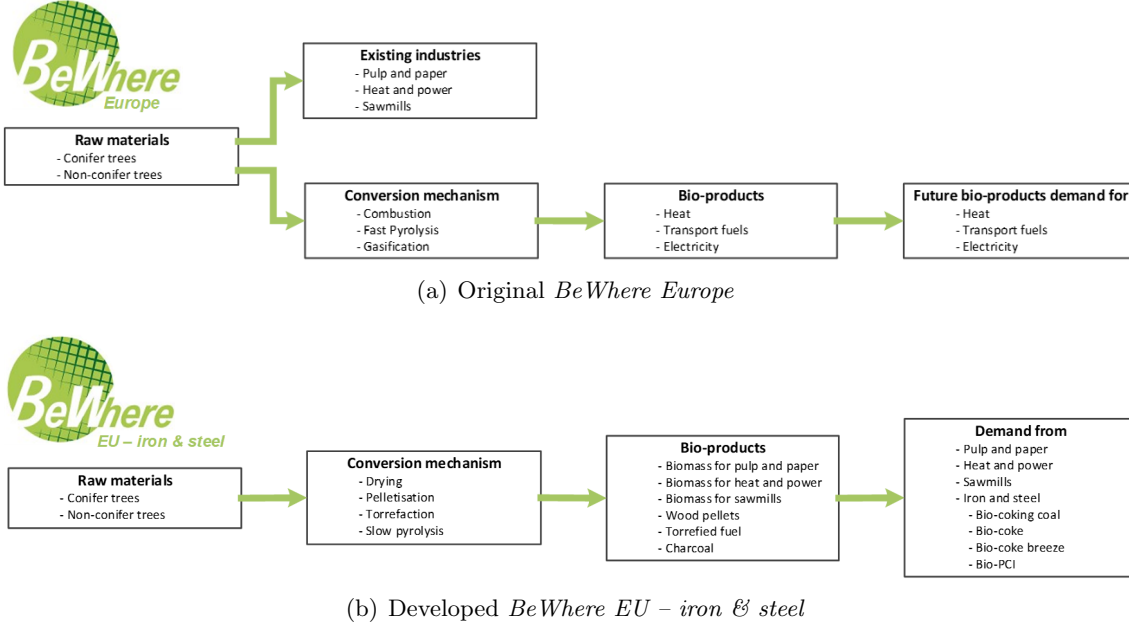 BeWhere
Europe
Existing industries
- Pulp and paper
- Heat and power
- Sawmills
Raw materials
- Conifer trees
- Non-conifer trees
Conversion mechanism
- Combustion
- Fast Pyrolysis
- Gasification
Bio-products
- Heat
- Transport fuels
- Electricity
Future bio-products demand for
- Heat
- Transport fuels
- Electricity
(a) Original BeWhere Europe
BeWhere
EU – iron & steel
Raw materials
- Conifer trees
- Non-conifer trees
Conversion mechanism
- Drying
- Pelletisation
- Torrefaction
- Slow pyrolysis
Bio-products
- Biomass for pulp and paper
- Biomass for heat and power
- Biomass for sawmills
- Wood pellets
- Torrefied fuel
- Charcoal
Demand from
- Pulp and paper
- Heat and power
- Sawmills
- Iron and steel
- Bio-coking coal
- Bio-coke
- Bio-coke breeze
- Bio-PCI
(b) Developed BeWhere EU – iron & steel